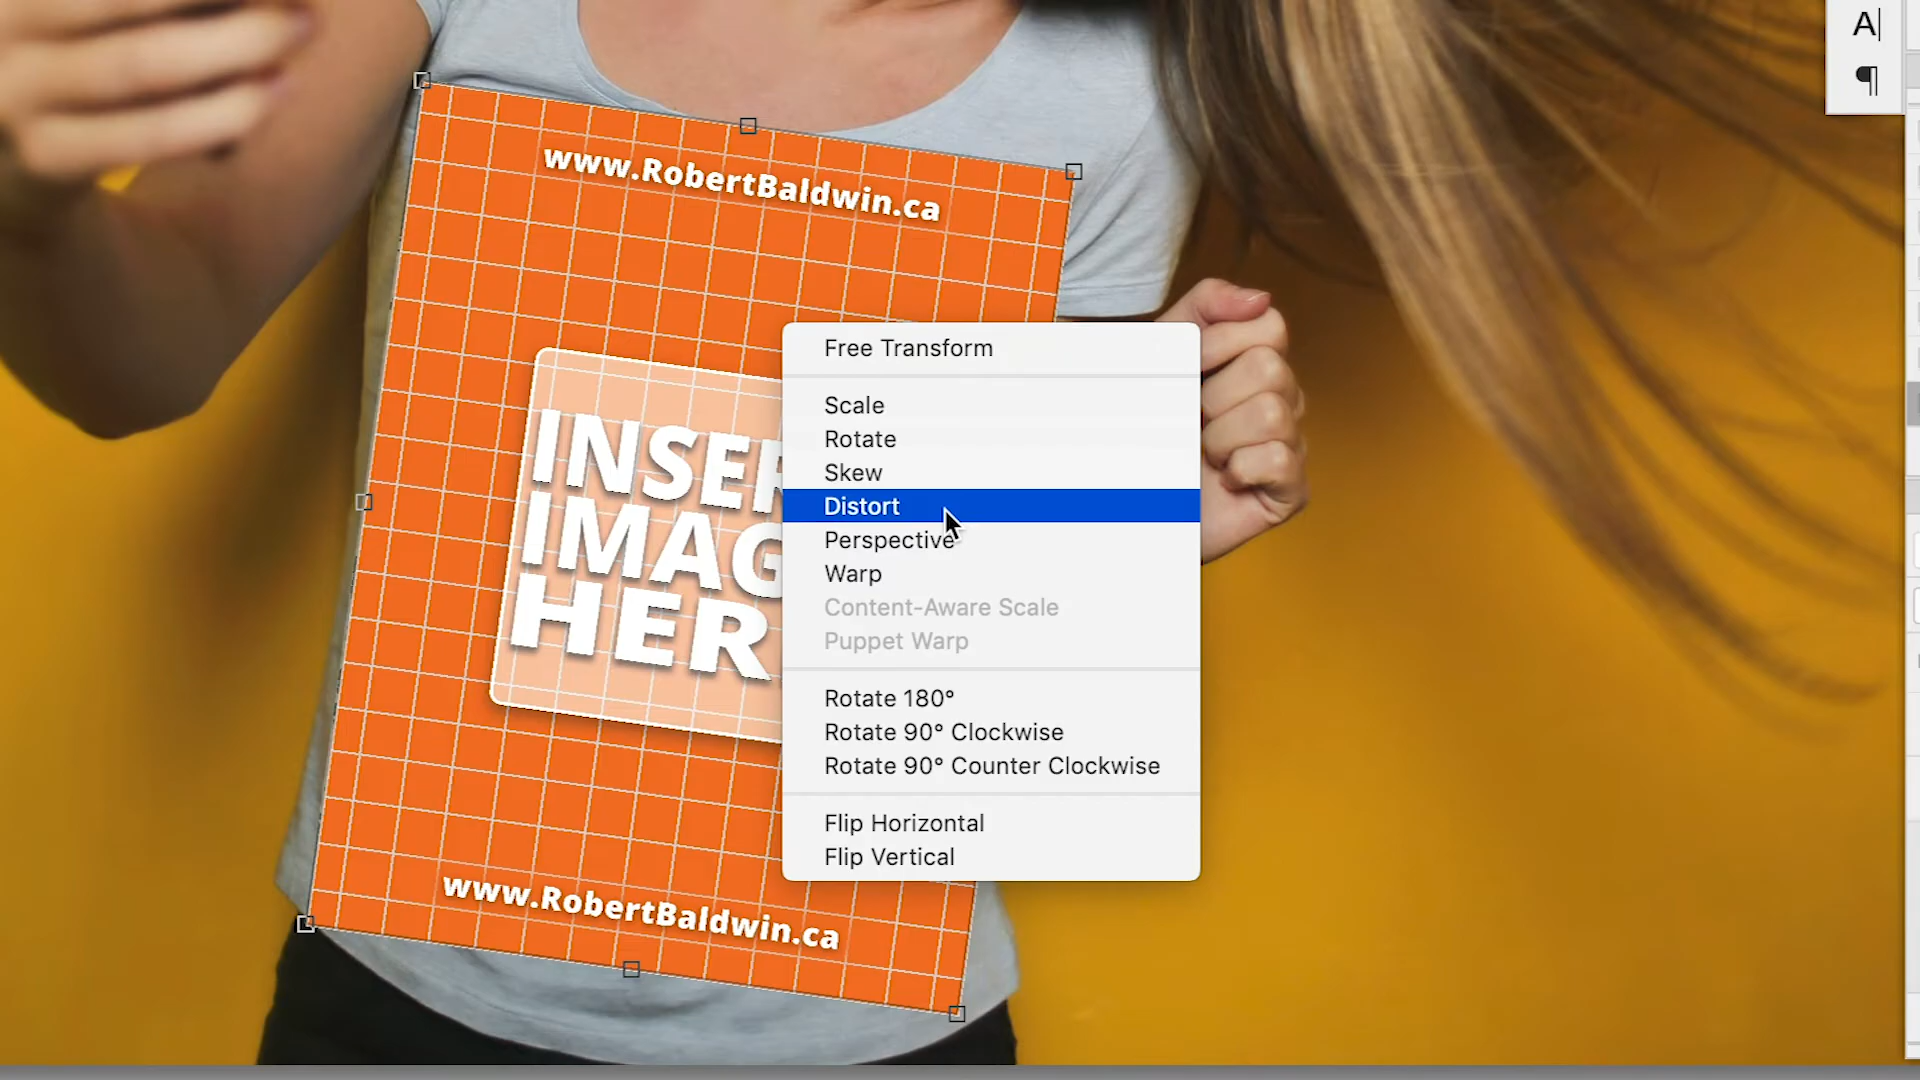 A
¶
www.RobertBaldwin.ca
INSER
IMAG
HER
Free Transform
Scale
Rotate
Skew
Distort
Perspective
Warp
Content-Aware Scale
Puppet Warp
Rotate 180°
Rotate 90° Clockwise
Rotate 90° Counter Clockwise
Flip Horizontal
Flip Vertical
www.RobertBaldwin.ca